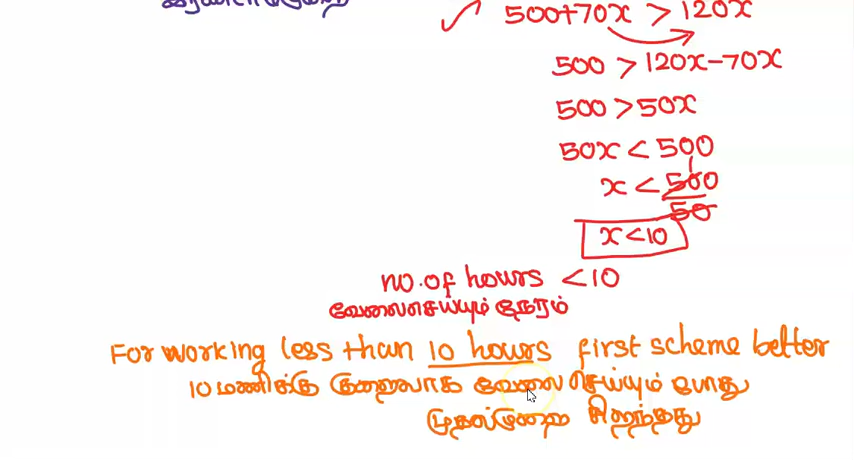 500+70x > 120x
500 > 120x-70x
500 > 50x
50x < 500
x < 500
50
x < 10
no. of hours < 10
வேலைசெய்யும் நேரம்
For working less than 10 hours first scheme better
10 மணிக்கு குறைவாக வேலை செய்யும் போது
முதல்முறை சிறந்தது